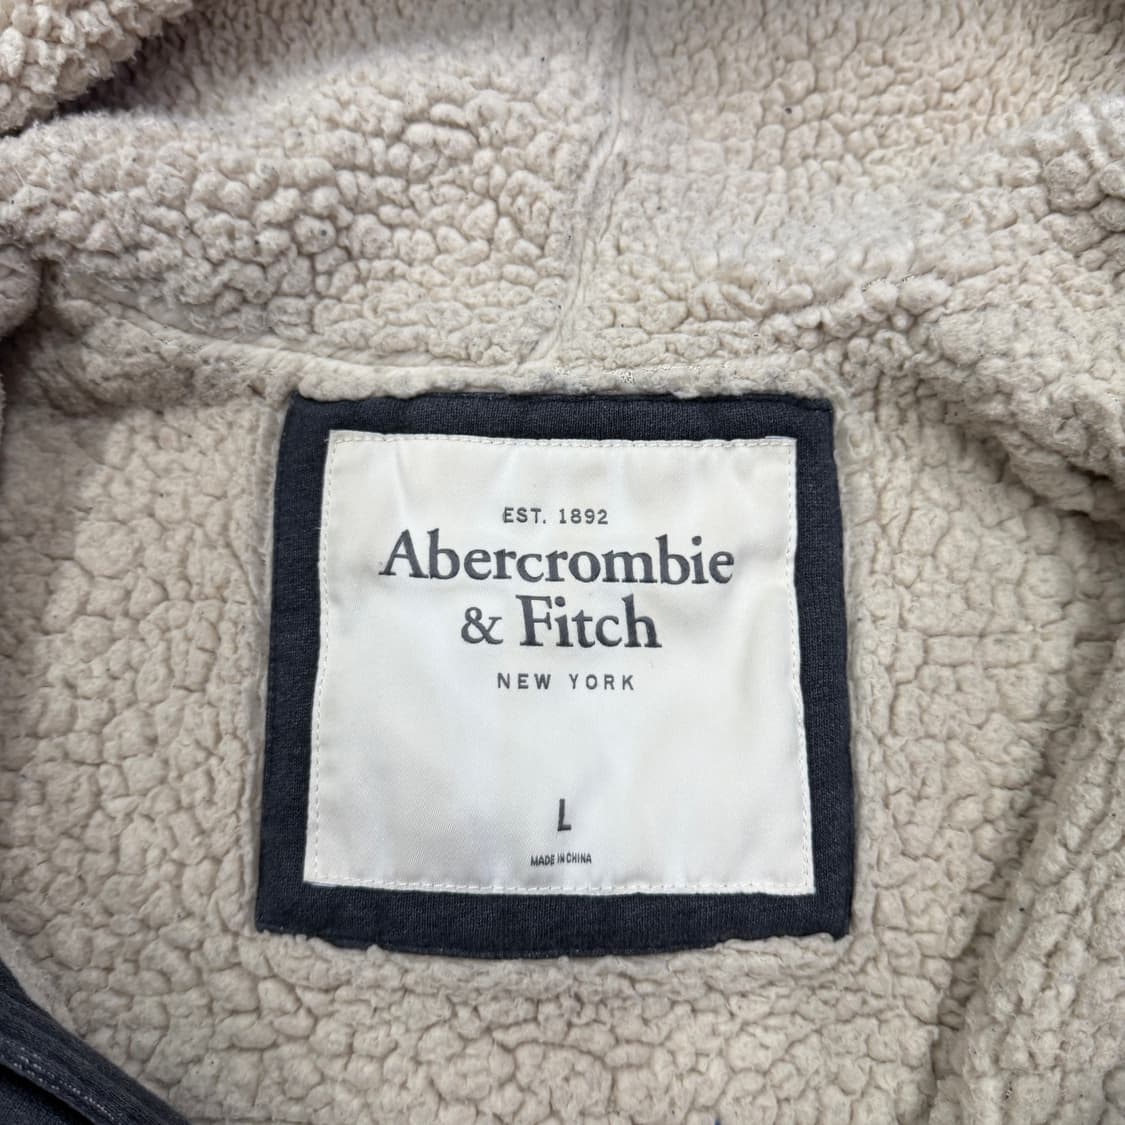 EST. 1892
Abercrombie
& Fitch
NEW YORK
L
MADE IN CHINA